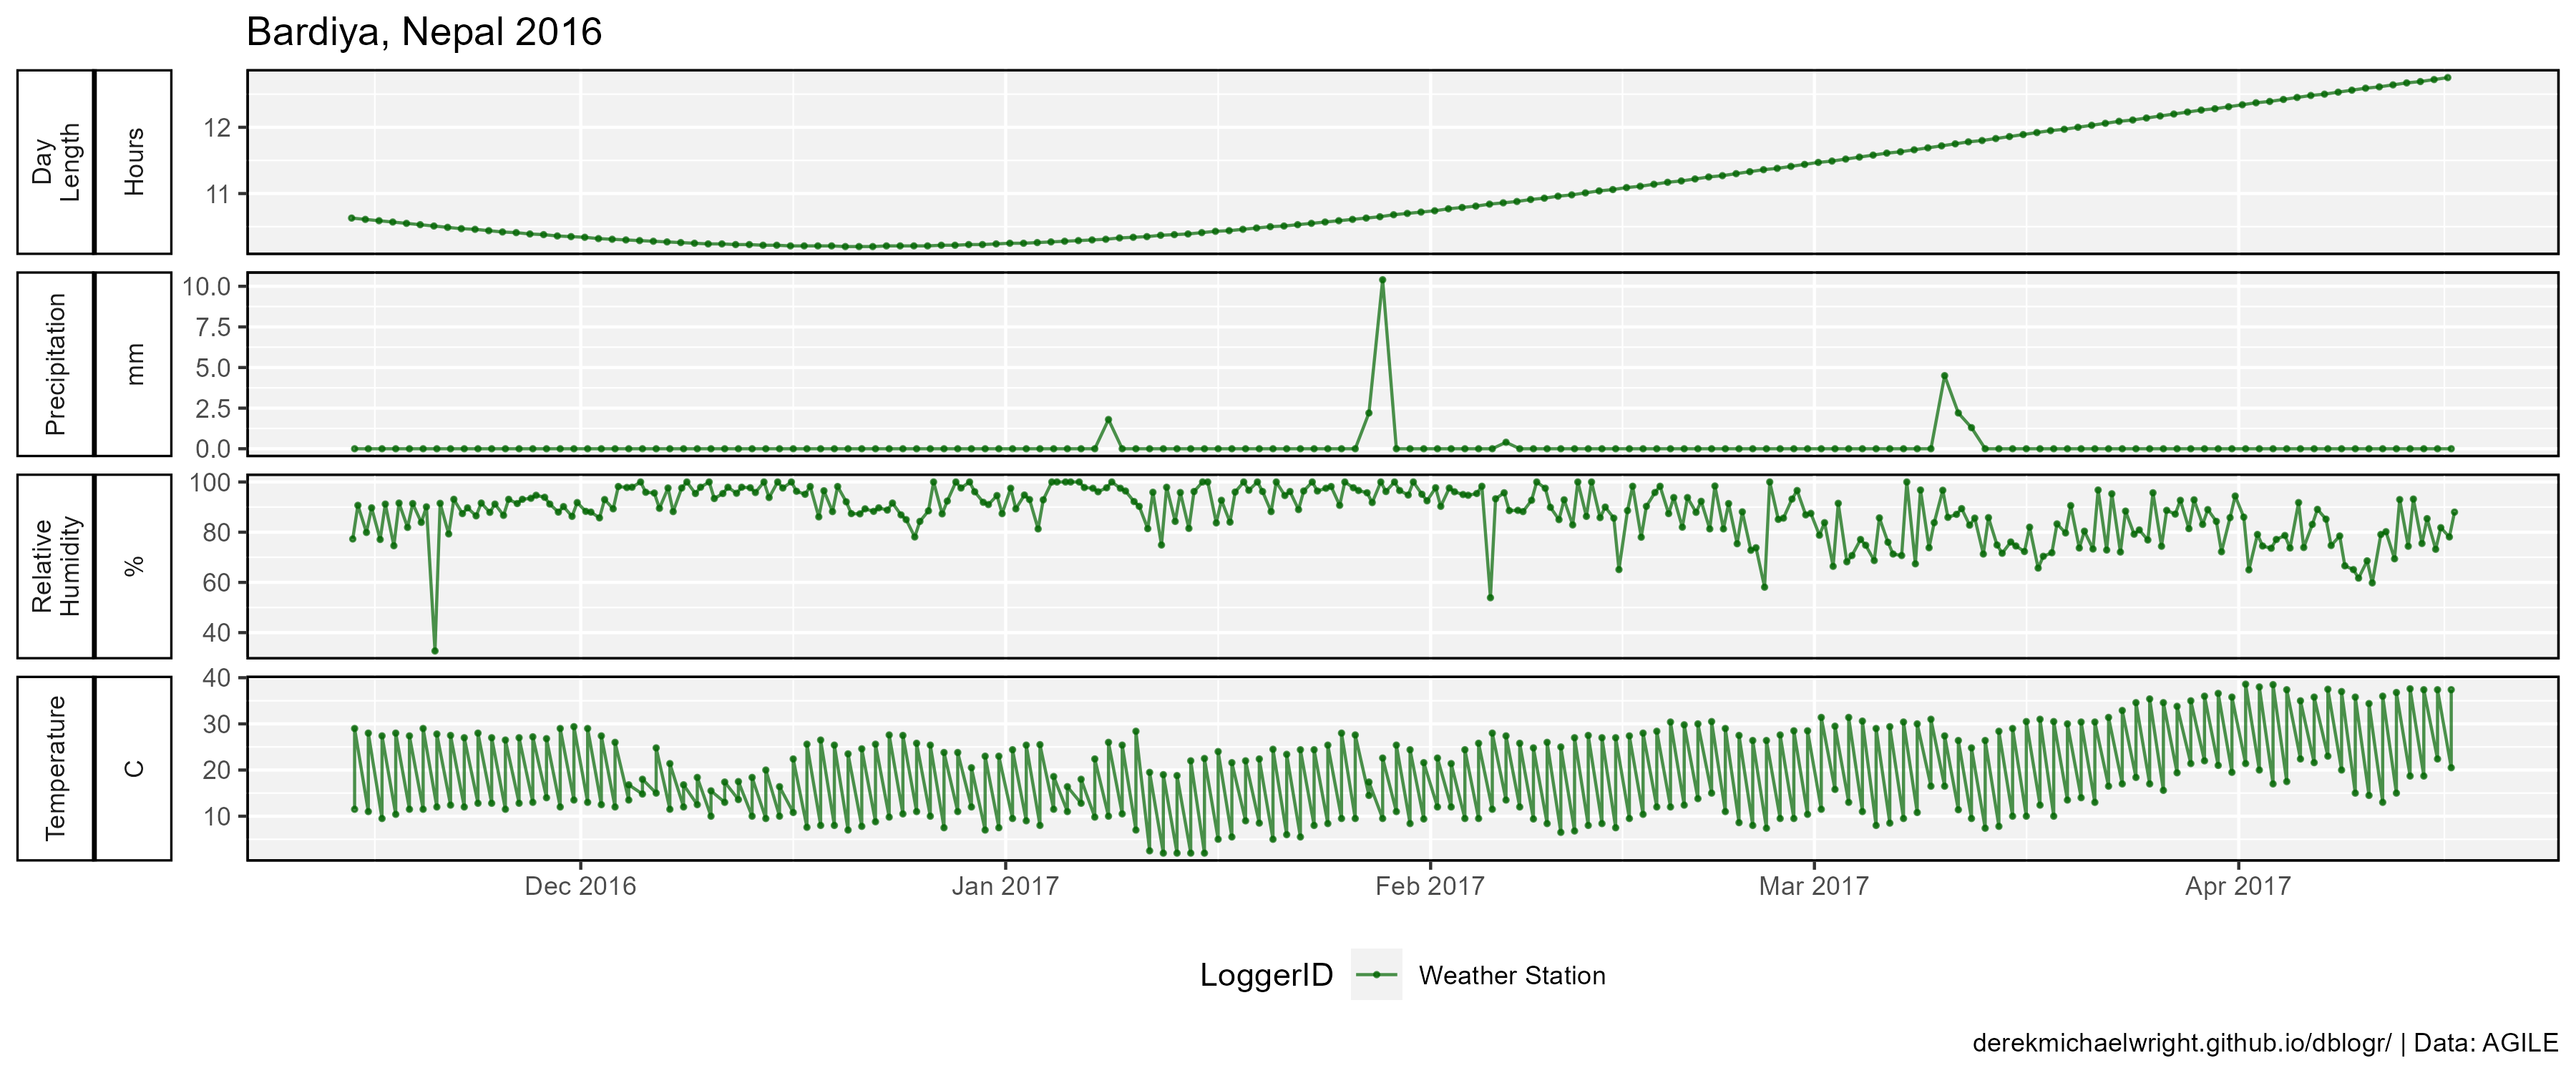 Bardiya, Nepal 2016
Day
Length
Hours
12
11
Precipitation
mm
10.0
7.5
5.0
2.5
0.0
Relative
Humidity
%
100
80
60
40
Temperature
C
40
30
20
10
Dec 2016
Jan 2017
Feb 2017
Mar 2017
Apr 2017
LoggerID
Weather Station
derekmichaelwright.github.io/dblogr/ | Data: AGILE